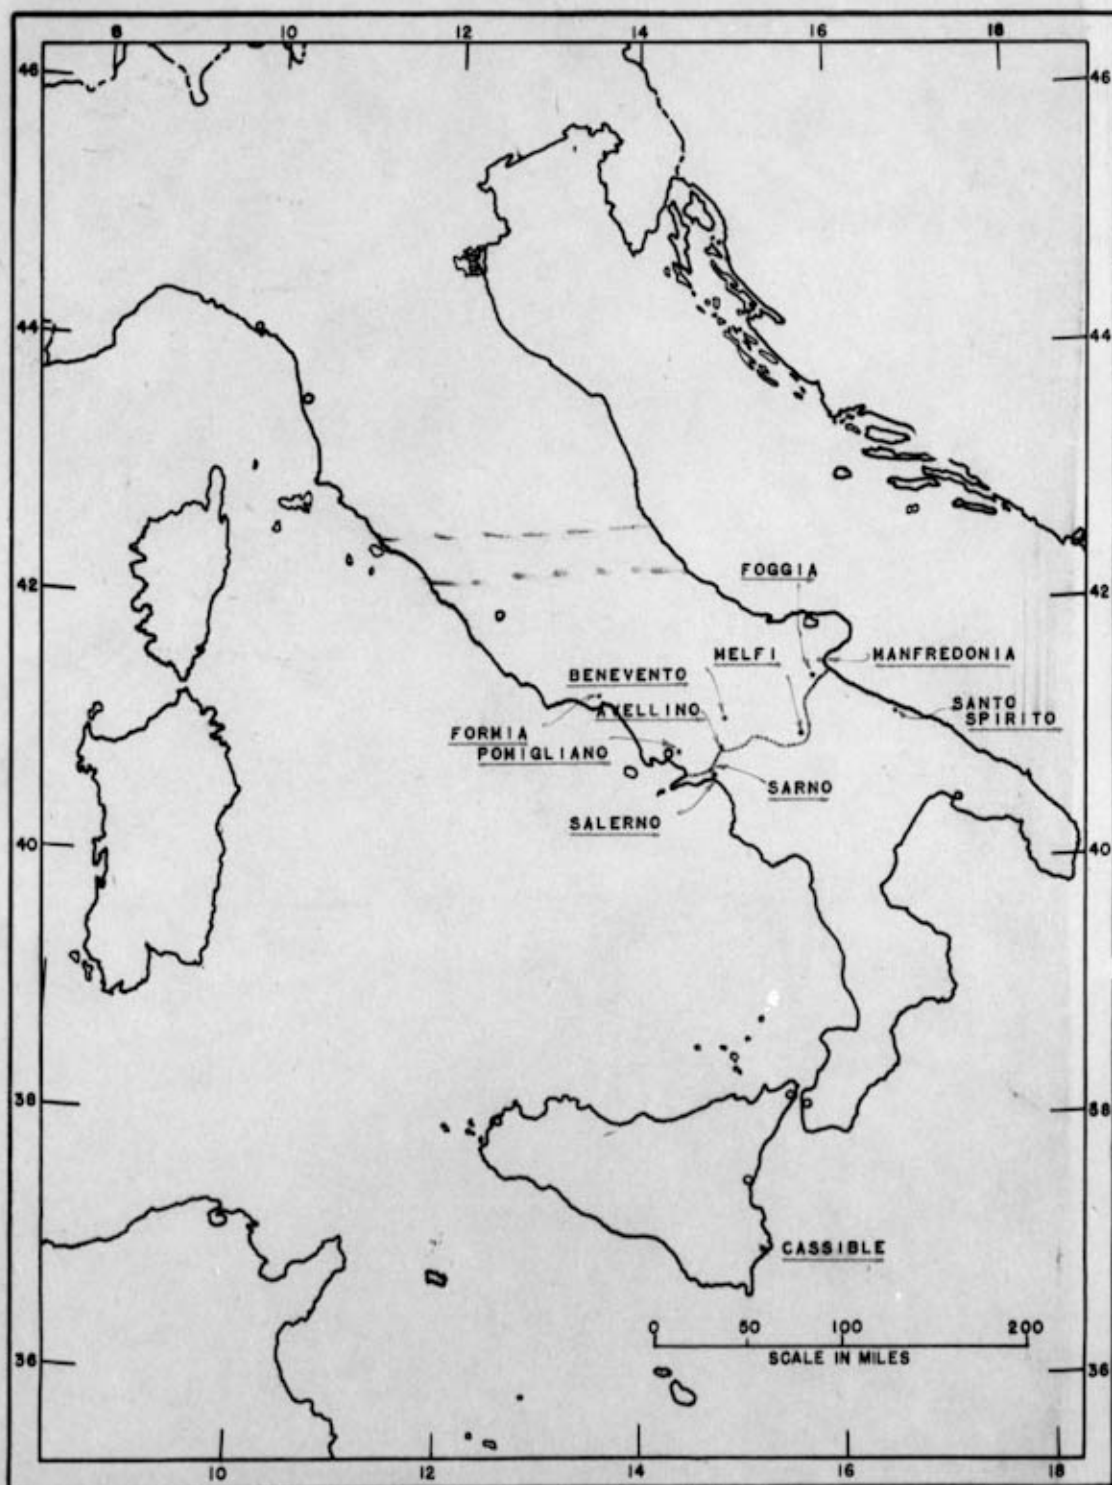 8 10 12 14 16 18
46 46
44 44
FOGGIA
42 42
MELFI MANFREDONIA
BENEVENTO
AVELLINO SANTO
SPIRITO
FORMIA
POMIGLIANO
SARNO
SALERNO
40 40
38 38
CASSIBLE
0 50 100 200
SCALE IN MILES
36 36
10 12 14 16 18